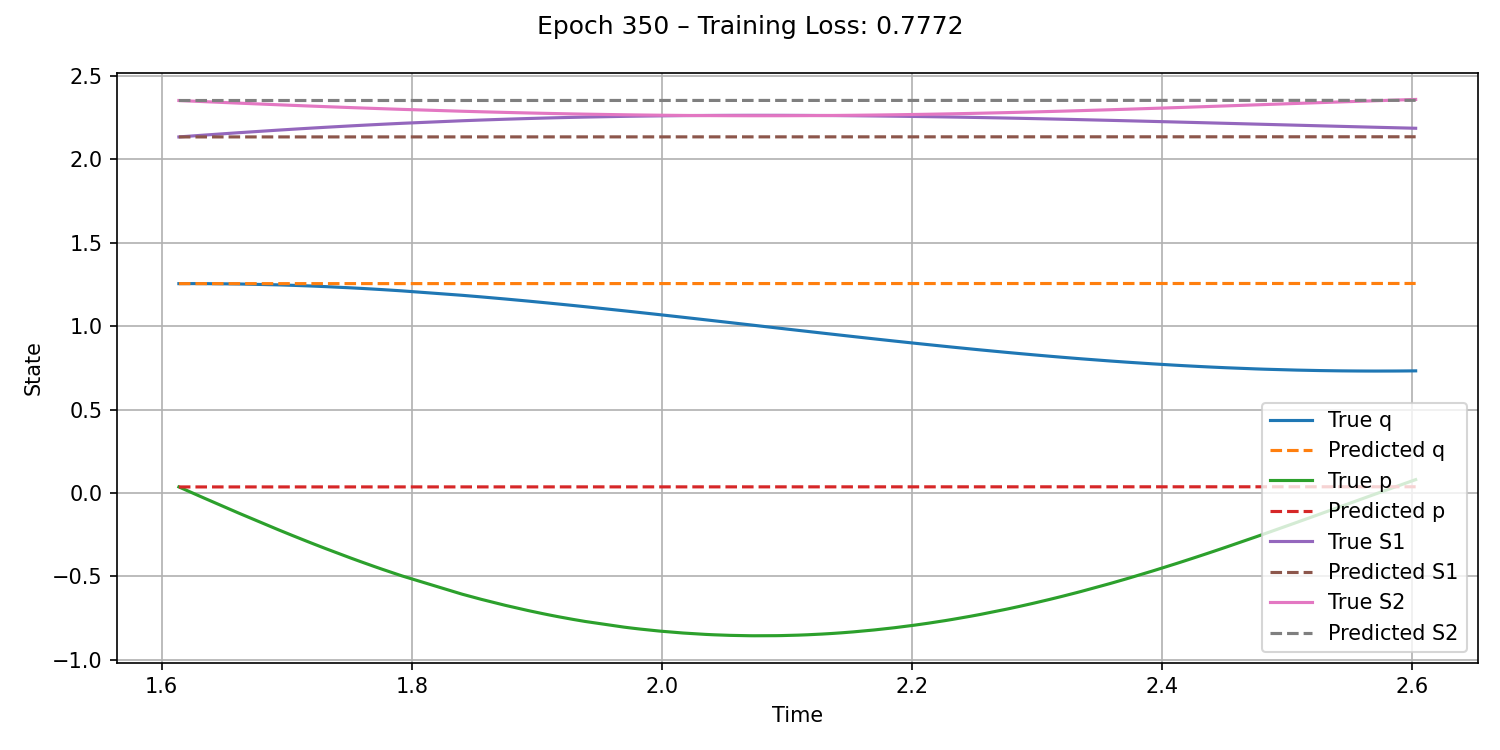 Epoch 350 – Training Loss: 0.7772
2.5
2.0
1.5
1.0
0.5
0.0
−0.5
−1.0
State
True q
Predicted q
True p
Predicted p
True S1
Predicted S1
True S2
Predicted S2
1.6 1.8 2.0 2.2 2.4 2.6
Time